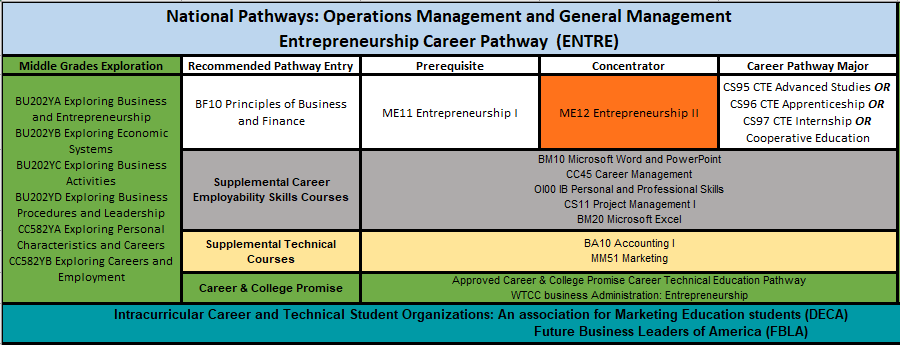 National Pathways: Operations Management and General Management
Entrepreneurship Career Pathway (ENTRE)
Middle Grades Exploration
Recommended Pathway Entry
Prerequisite
Concentrator
Career Pathway Major
BU202YA Exploring Business
and Entrepreneurship
BU202YB Exploring Economic
Systems
BU202YC Exploring Business
Activities
BU202YD Exploring Business
Procedures and Leadership
CC582YA Exploring Personal
Characteristics and Careers
CC582YB Exploring Careers and
Employment
BF10 Principles of Business
and Finance
ME11 Entrepreneurship I
ME12 Entrepreneurship II
CS95 CTE Advanced Studies OR
CS96 CTE Apprenticeship OR
CS97 CTE Internship OR
Cooperative Education
Supplemental Career
Employability Skills Courses
BM10 Microsoft Word and PowerPoint
CC45 Career Management
OI00 IB Personal and Professional Skills
CS11 Project Management I
BM20 Microsoft Excel
Supplemental Technical
Courses
BA10 Accounting I
MM51 Marketing
Career & College Promise
Approved Career & College Promise Career Technical Education Pathway
WTCC business Administration: Entrepreneurship
Intracurricular Career and Technical Student Organizations: An association for Marketing Education students (DECA)
Future Business Leaders of America (FBLA)